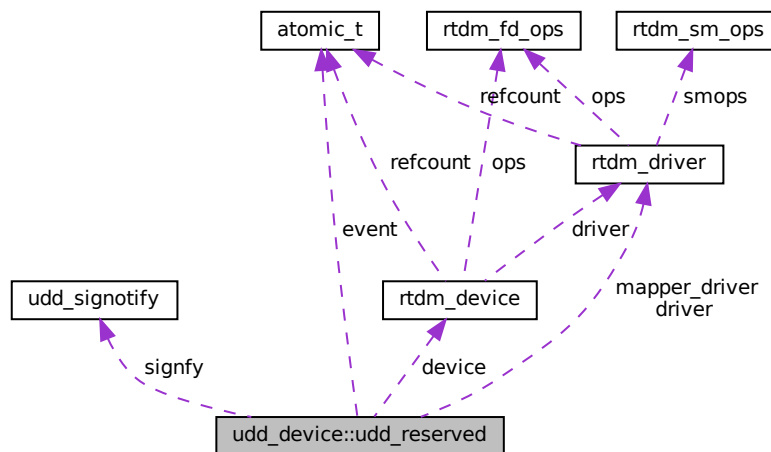 atomic_t
rtdm_fd_ops
rtdm_sm_ops
refcount
ops
smops
refcount
ops
rtdm_driver
event
driver
udd_signotify
rtdm_device
mapper_driver
driver
signfy
device
udd_device::udd_reserved